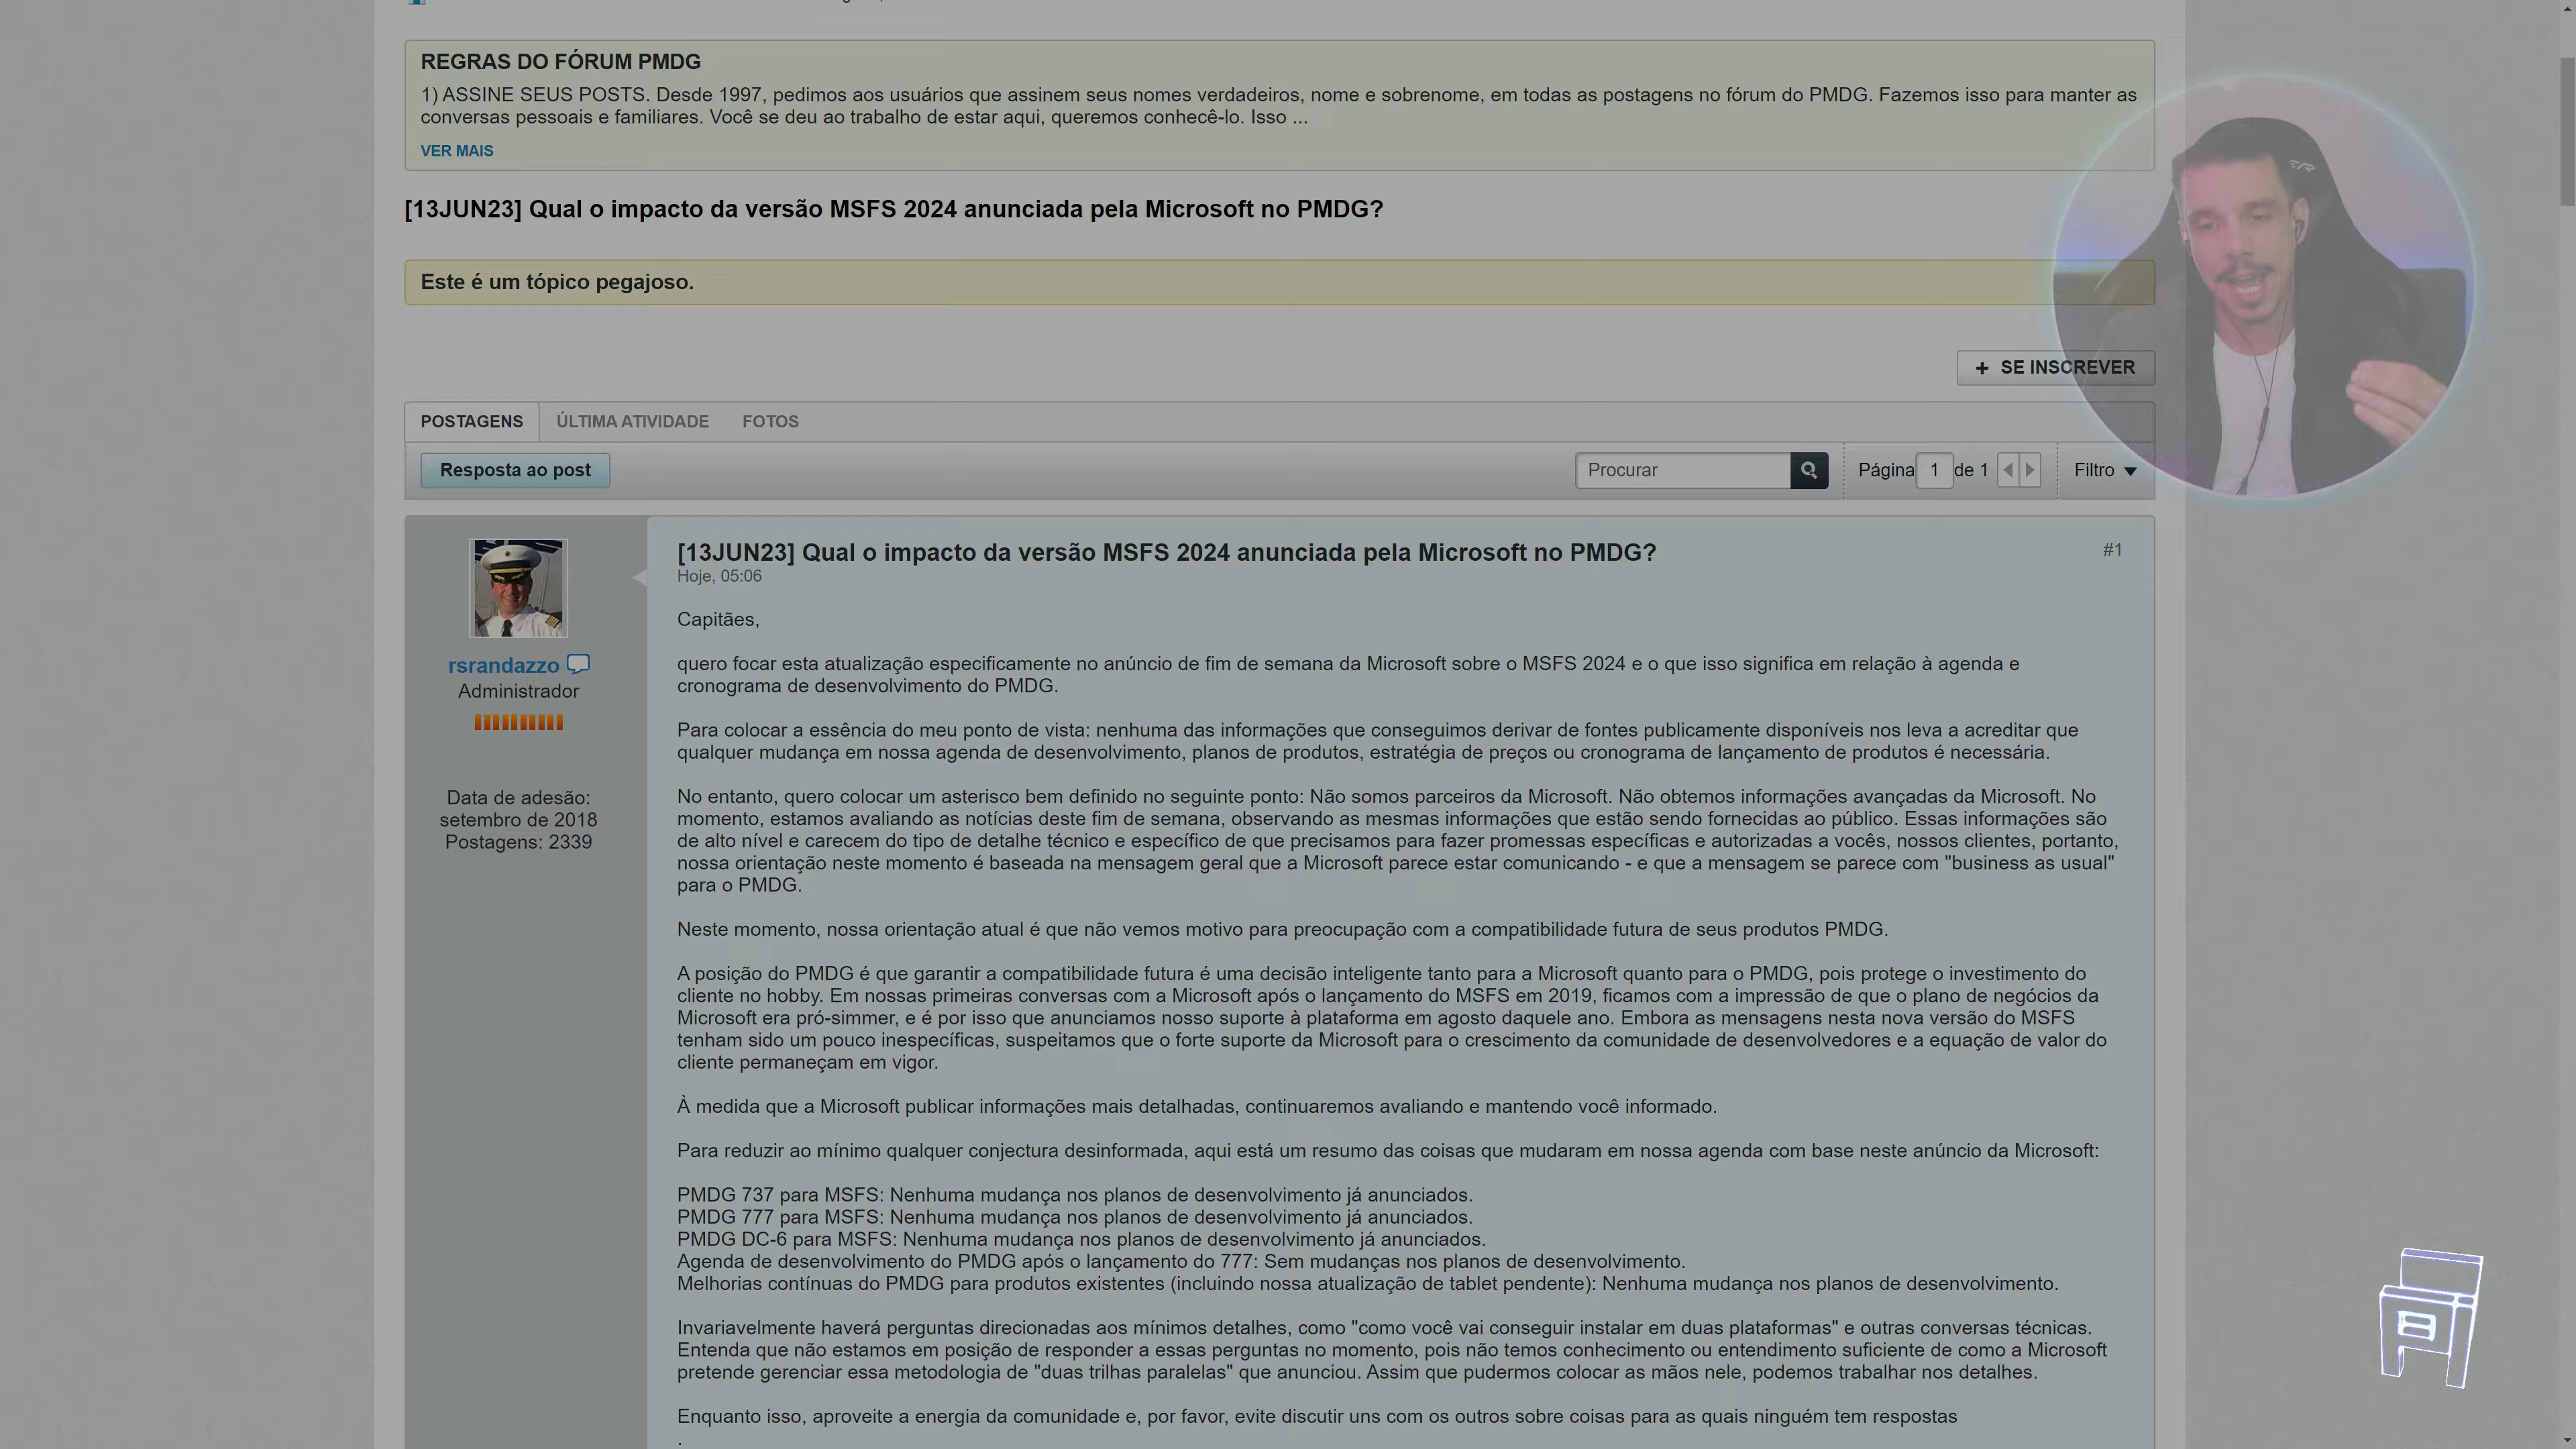 REGRAS DO FÓRUM PMDG
1) ASSINE SEUS POSTS. Desde 1997, pedimos aos usuários que assinem seus nomes verdadeiros, nome e sobrenome, em todas as postagens no fórum do PMDG. Fazemos isso para manter as
conversas pessoais e familiares. Você se deu ao trabalho de estar aqui, queremos conhecê-lo. Isso ...
VER MAIS
[13JUN23] Qual o impacto da versão MSFS 2024 anunciada pela Microsoft no PMDG?
Este é um tópico pegajoso.
+ SE INSCREVER
POSTAGENS ÚLTIMA ATIVIDADE FOTOS
Resposta ao post Procurar Página 1 de 1 Filtro
[13JUN23] Qual o impacto da versão MSFS 2024 anunciada pela Microsoft no PMDG? #1
Hoje, 05:06
rsrandazzo
Administrador
Data de adesão:
setembro de 2018
Postagens: 2339
Capitães,
quero focar esta atualização especificamente no anúncio de fim de semana da Microsoft sobre o MSFS 2024 e o que isso significa em relação à agenda e
cronograma de desenvolvimento do PMDG.
Para colocar a essência do meu ponto de vista: nenhuma das informações que conseguimos derivar de fontes publicamente disponíveis nos leva a acreditar que
qualquer mudança em nossa agenda de desenvolvimento, planos de produtos, estratégia de preços ou cronograma de lançamento de produtos é necessária.
No entanto, quero colocar um asterisco bem definido no seguinte ponto: Não somos parceiros da Microsoft. Não obtemos informações avançadas da Microsoft. No
momento, estamos avaliando as notícias deste fim de semana, observando as mesmas informações que estão sendo fornecidas ao público. Essas informações são
de alto nível e carecem do tipo de detalhe técnico e específico de que precisamos para fazer promessas específicas e autorizadas a vocês, nossos clientes, portanto,
nossa orientação neste momento é baseada na mensagem geral que a Microsoft parece estar comunicando - e que a mensagem se parece com "business as usual"
para o PMDG.
Neste momento, nossa orientação atual é que não vemos motivo para preocupação com a compatibilidade futura de seus produtos PMDG.
A posição do PMDG é que garantir a compatibilidade futura é uma decisão inteligente tanto para a Microsoft quanto para o PMDG, pois protege o investimento do
cliente no hobby. Em nossas primeiras conversas com a Microsoft após o lançamento do MSFS em 2019, ficamos com a impressão de que o plano de negócios da
Microsoft era pró-simmer, e é por isso que anunciamos nosso suporte à plataforma em agosto daquele ano. Embora as mensagens nesta nova versão do MSFS
tenham sido um pouco inespecíficas, suspeitamos que o forte suporte da Microsoft para o crescimento da comunidade de desenvolvedores e a equação de valor do
cliente permaneçam em vigor.
À medida que a Microsoft publicar informações mais detalhadas, continuaremos avaliando e mantendo você informado.
Para reduzir ao mínimo qualquer conjectura desinformada, aqui está um resumo das coisas que mudaram em nossa agenda com base neste anúncio da Microsoft:
PMDG 737 para MSFS: Nenhuma mudança nos planos de desenvolvimento já anunciados.
PMDG 777 para MSFS: Nenhuma mudança nos planos de desenvolvimento já anunciados.
PMDG DC-6 para MSFS: Nenhuma mudança nos planos de desenvolvimento já anunciados.
Agenda de desenvolvimento do PMDG após o lançamento do 777: Sem mudanças nos planos de desenvolvimento.
Melhorias contínuas do PMDG para produtos existentes (incluindo nossa atualização de tablet pendente): Nenhuma mudança nos planos de desenvolvimento.
Invariavelmente haverá perguntas direcionadas aos mínimos detalhes, como "como você vai conseguir instalar em duas plataformas" e outras conversas técnicas.
Entenda que não estamos em posição de responder a essas perguntas no momento, pois não temos conhecimento ou entendimento suficiente de como a Microsoft
pretende gerenciar essa metodologia de "duas trilhas paralelas" que anunciou. Assim que pudermos colocar as mãos nele, podemos trabalhar nos detalhes.
Enquanto isso, aproveite a energia da comunidade e, por favor, evite discutir uns com os outros sobre coisas para as quais ninguém tem respostas
.